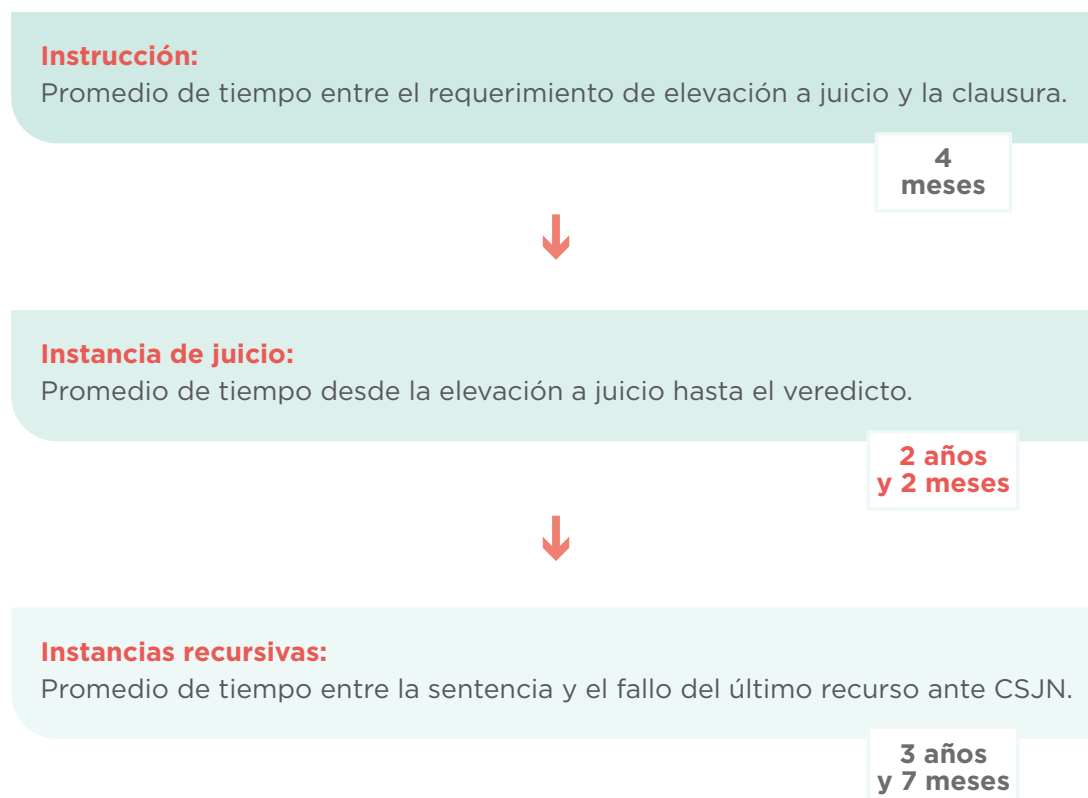 Instrucción:
Promedio de tiempo entre el requerimiento de elevación a juicio y la clausura.
4
meses
Instancia de juicio:
Promedio de tiempo desde la elevación a juicio hasta el veredicto.
2 años
y 2 meses
Instancias recursivas:
Promedio de tiempo entre la sentencia y el fallo del último recurso ante CSJN.
3 años
y 7 meses